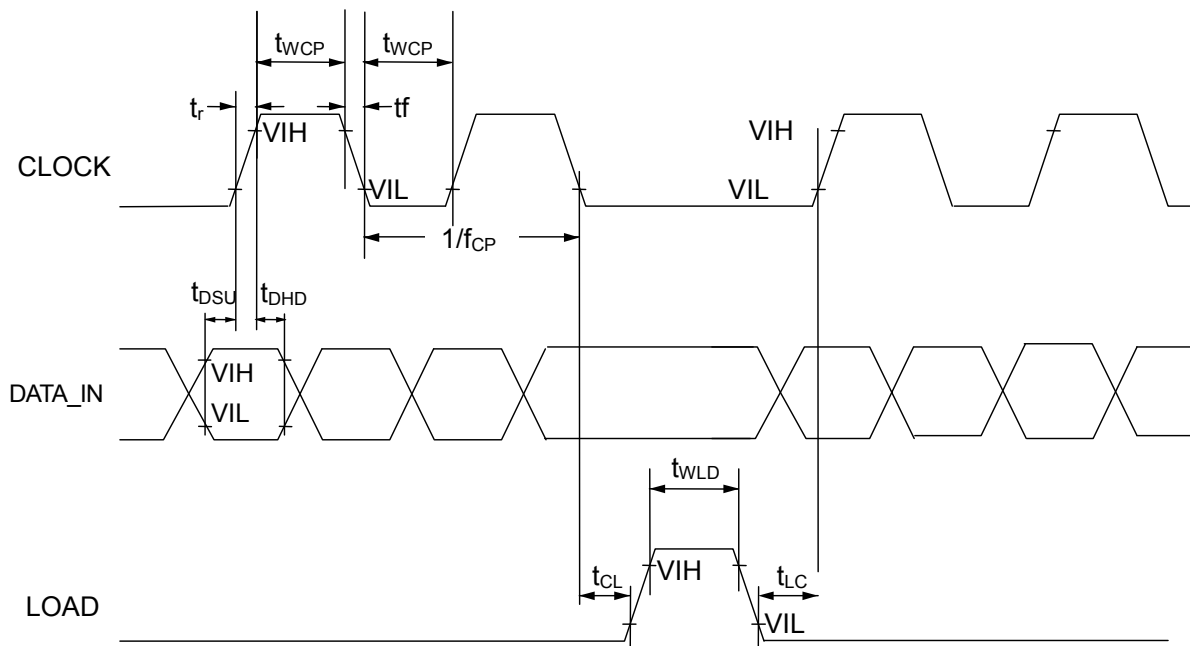 tWCP
tWCP
tr
tf
VIH
VIH
CLOCK
VIL
VIL
1/fCP
tDSU
tDHD
VIH
DATA_IN
VIL
tWLD
tCL
VIH
tLC
LOAD
VIL